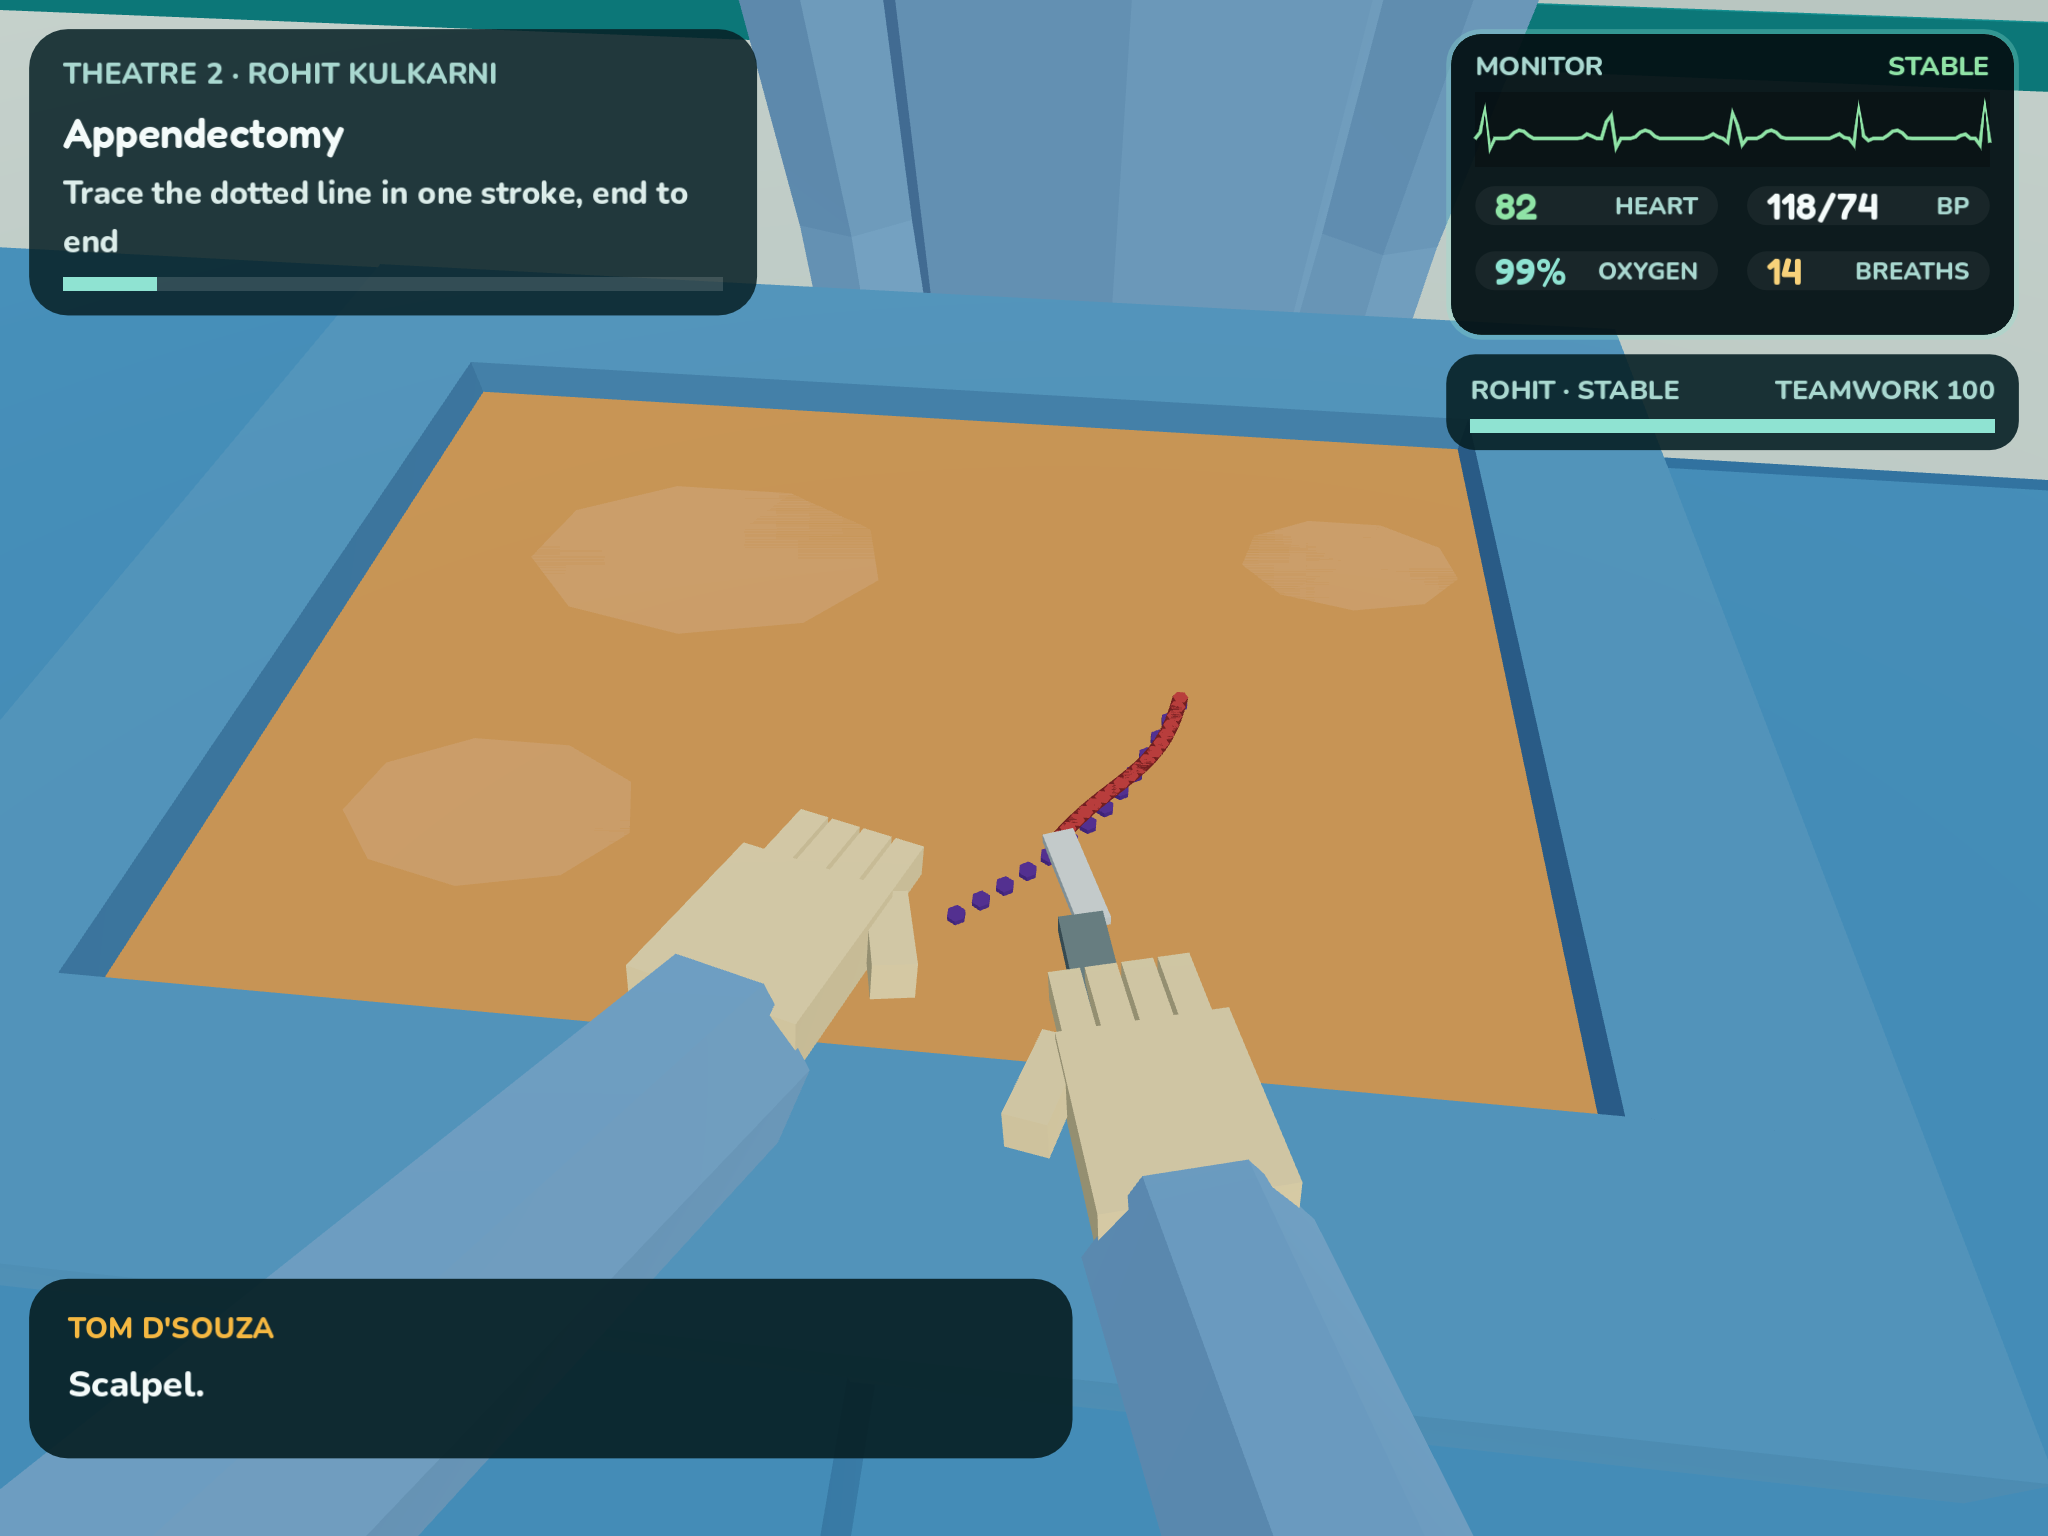 THEATRE 2 · ROHIT KULKARNI
Appendectomy
Trace the dotted line in one stroke, end to
end
MONITOR STABLE
82 HEART 118/74 BP
99% OXYGEN 14 BREATHS
ROHIT · STABLE TEAMWORK 100
TOM D'SOUZA
Scalpel.